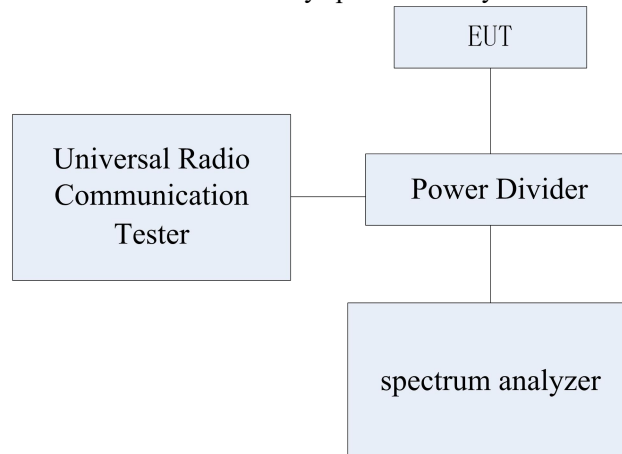 EUT
Universal Radio
Communication
Tester
Power Divider
spectrum analyzer